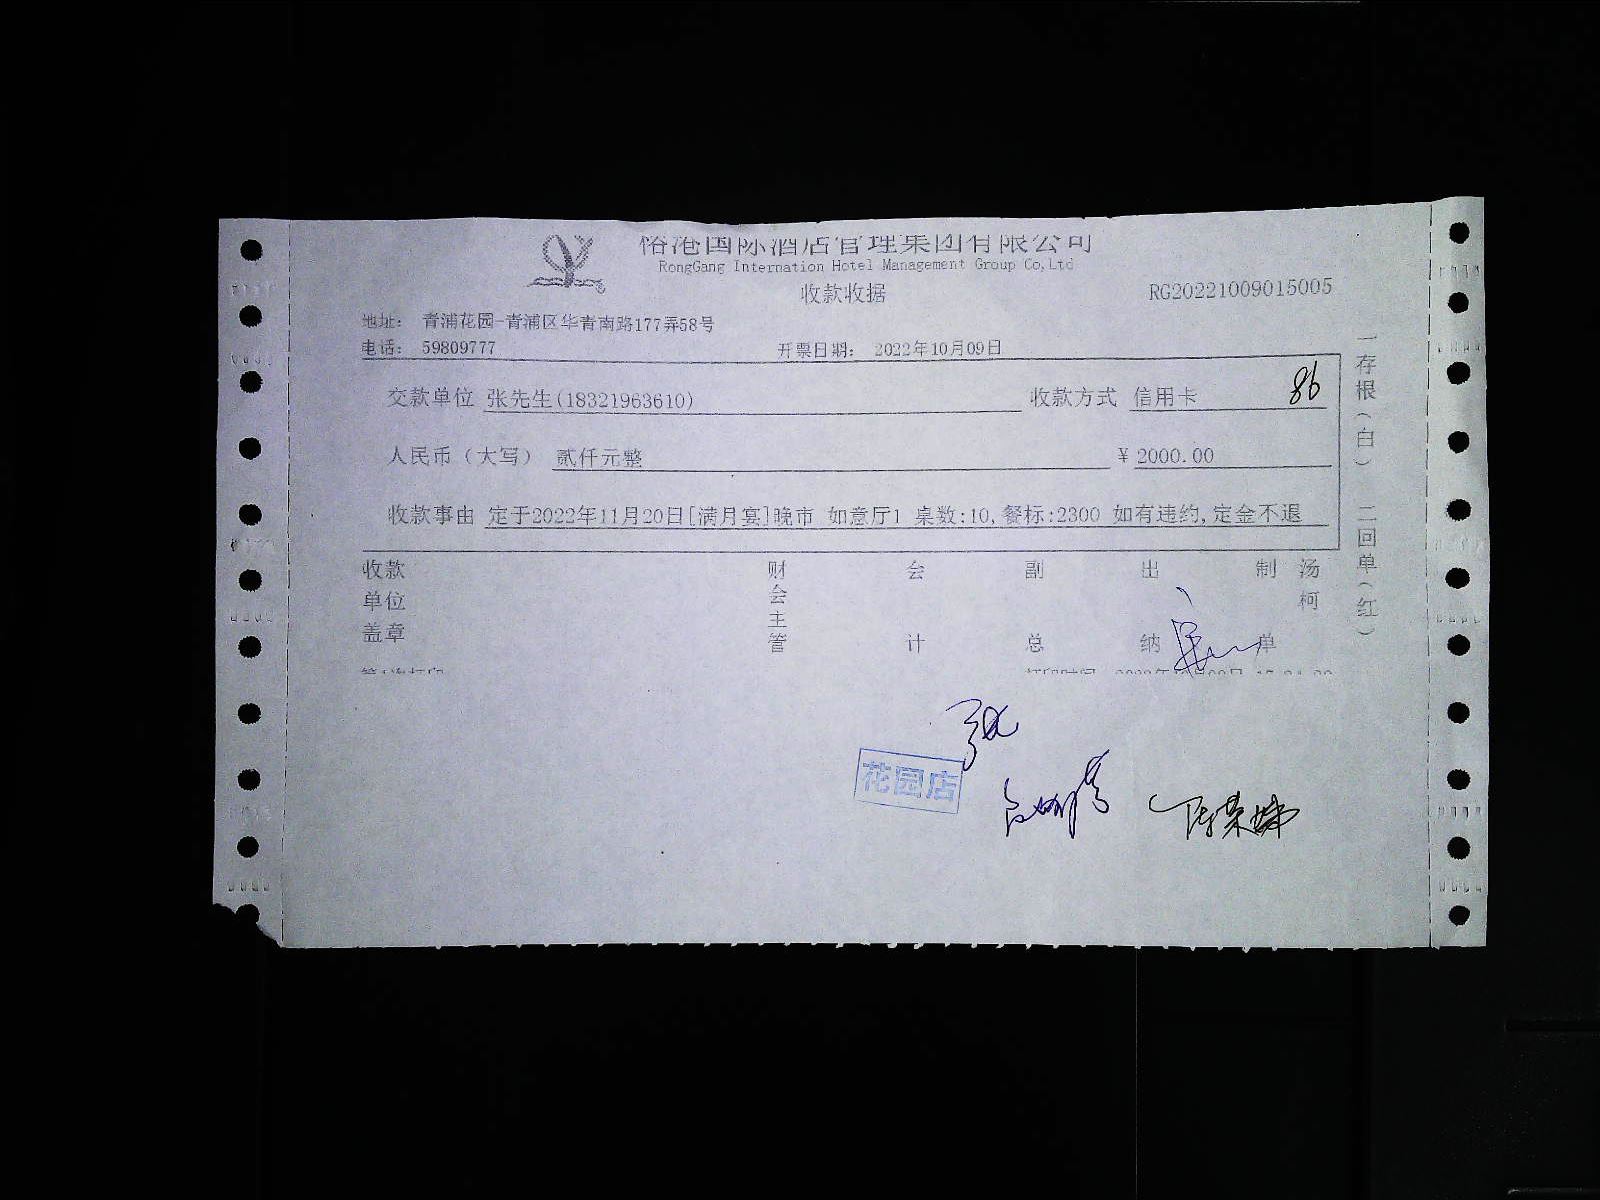 国际酒店管理集团有限公司
RongGang Internation Hotel Management Group Co,Ltd
收款收据
RG20221009015005
地址: 青浦花园-青浦区华青南路177弄58号
电话: 59809777 开票日期: 2022年10月09日
交款单位 张先生(18321963610) 收款方式 信用卡 86
人民币(大写) 贰仟元整 ¥2000.00
收款事由 定于2022年11月20日[满月宴]晚市 如意厅1 桌数:10,餐标:2300 如有违约,定金不退
一存根(白) 二回单(红)
收款单位盖章 财会主管 会计 副总 出纳 制单 汤柯
张
花园店